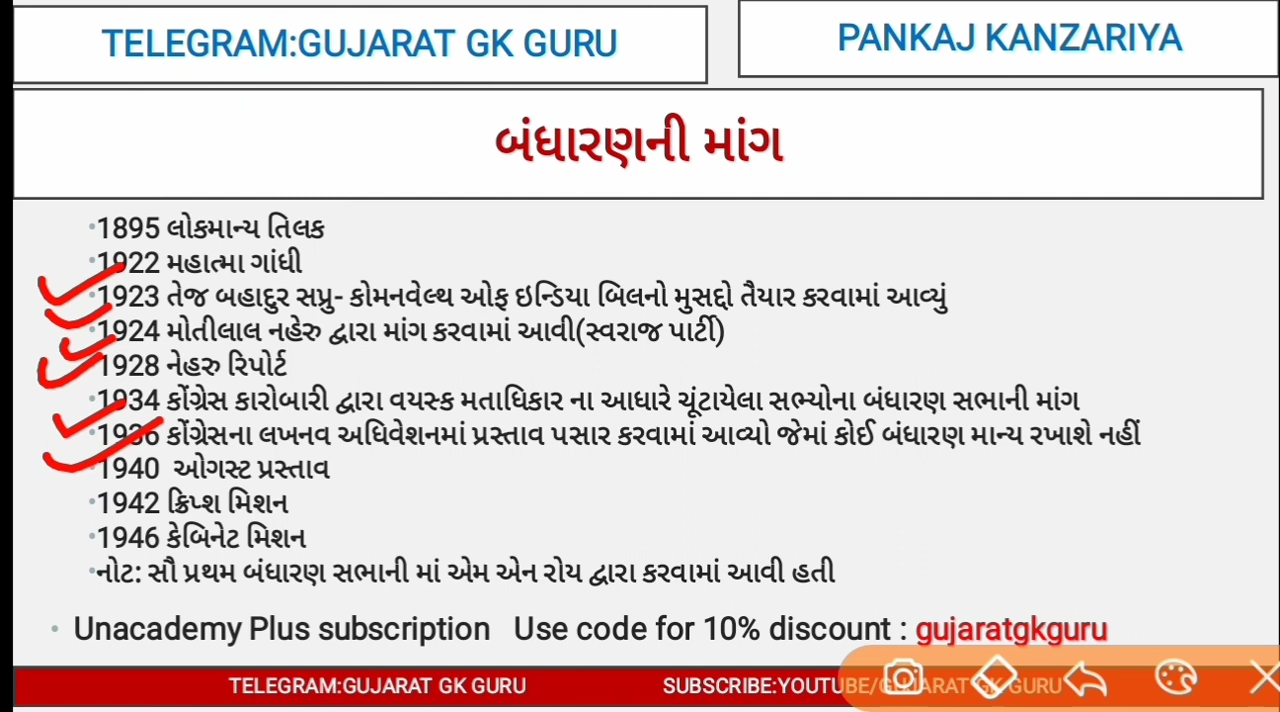 TELEGRAM:GUJARAT GK GURU
PANKAJ KANZARIYA
બંધારણની માંગ
•1895 લોકમાન્ય તિલક
•1922 મહાત્મા ગાંધી
•1923 તેજ બહાદુર સપ્રુ- કોમનવેલ્થ ઓફ ઇન્ડિયા બિલનો મુસદ્દો તૈયાર કરવામાં આવ્યું
•1924 મોતીલાલ નહેરુ દ્વારા માંગ કરવામાં આવી(સ્વરાજ પાર્ટી)
•1928 નેહરુ રિપોર્ટ
•1934 કોંગ્રેસ કારોબારી દ્વારા વયસ્ક મતાધિકાર ના આધારે ચૂંટાયેલા સભ્યોના બંધારણ સભાની માંગ
•1936 કોંગ્રેસના લખનવ અધિવેશનમાં પ્રસ્તાવ પસાર કરવામાં આવ્યો જેમાં કોઈ બંધારણ માન્ય રખાશે નહીં
•1940 ઓગસ્ટ પ્રસ્તાવ
•1942 ક્રિપ્શ મિશન
•1946 કેબિનેટ મિશન
•નોટ: સૌ પ્રથમ બંધારણ સભાની માં એમ એન રોય દ્વારા કરવામાં આવી હતી
• Unacademy Plus subscription Use code for 10% discount : gujaratgkguru
TELEGRAM:GUJARAT GK GURU
SUBSCRIBE:YOUTUBE/GUJARAT GK GURU